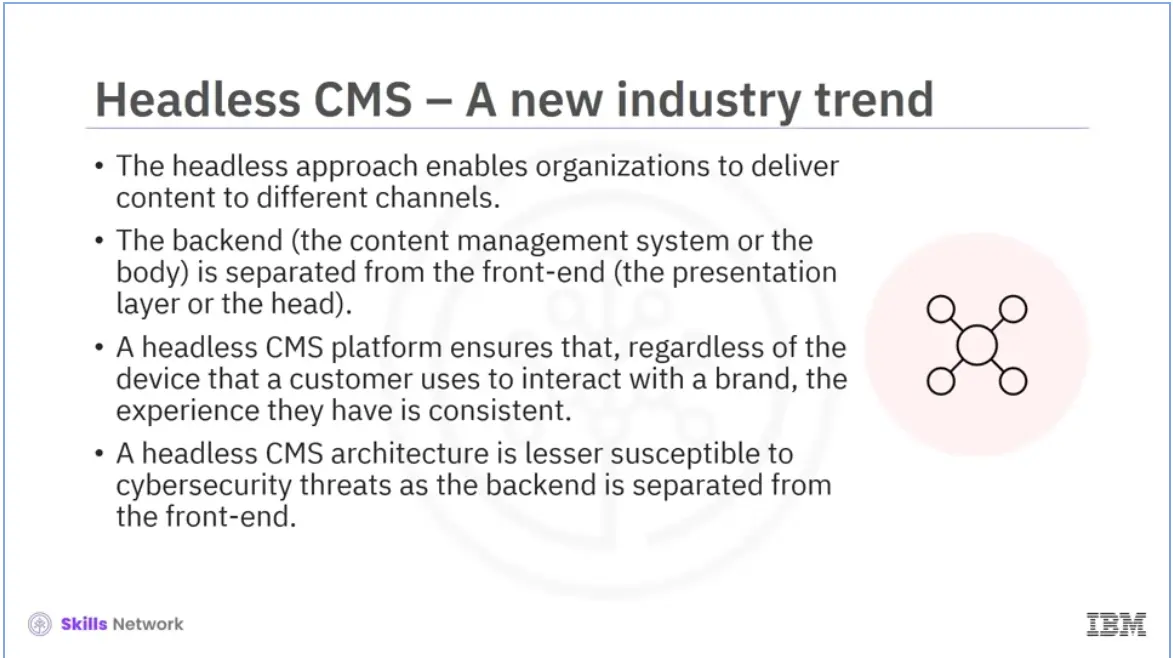 Headless CMS – A new industry trend
• The headless approach enables organizations to deliver
content to different channels.
• The backend (the content management system or the
body) is separated from the front-end (the presentation
layer or the head).
• A headless CMS platform ensures that, regardless of the
device that a customer uses to interact with a brand, the
experience they have is consistent.
• A headless CMS architecture is lesser susceptible to
cybersecurity threats as the backend is separated from
the front-end.
Skills Network
IBM